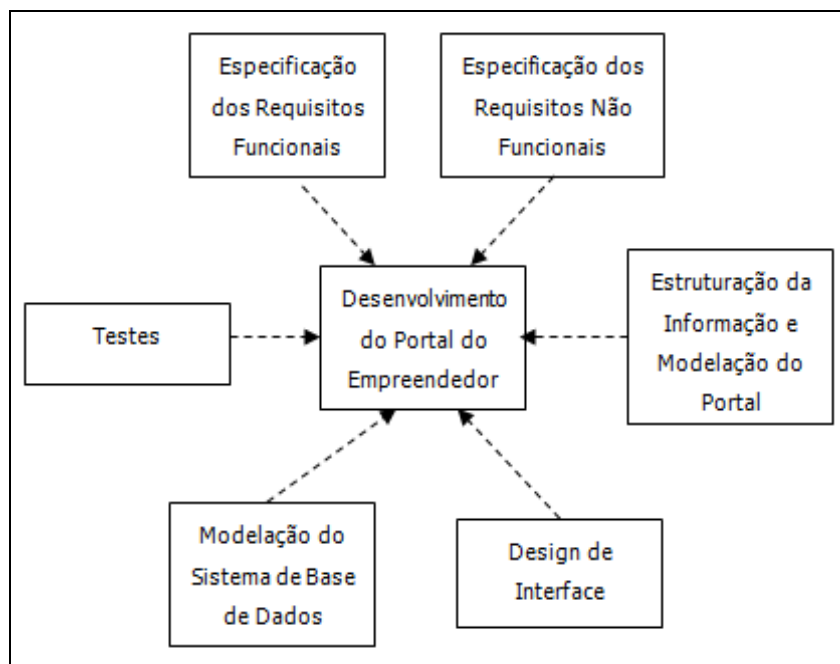 Especificação
dos Requisitos
Funcionais
Especificação dos
Requisitos Não
Funcionais
Desenvolvimento
do Portal do
Empreendedor
Estruturação da
Informação e
Modelação do
Portal
Testes
Modelação do
Sistema de Base
de Dados
Design de
Interface